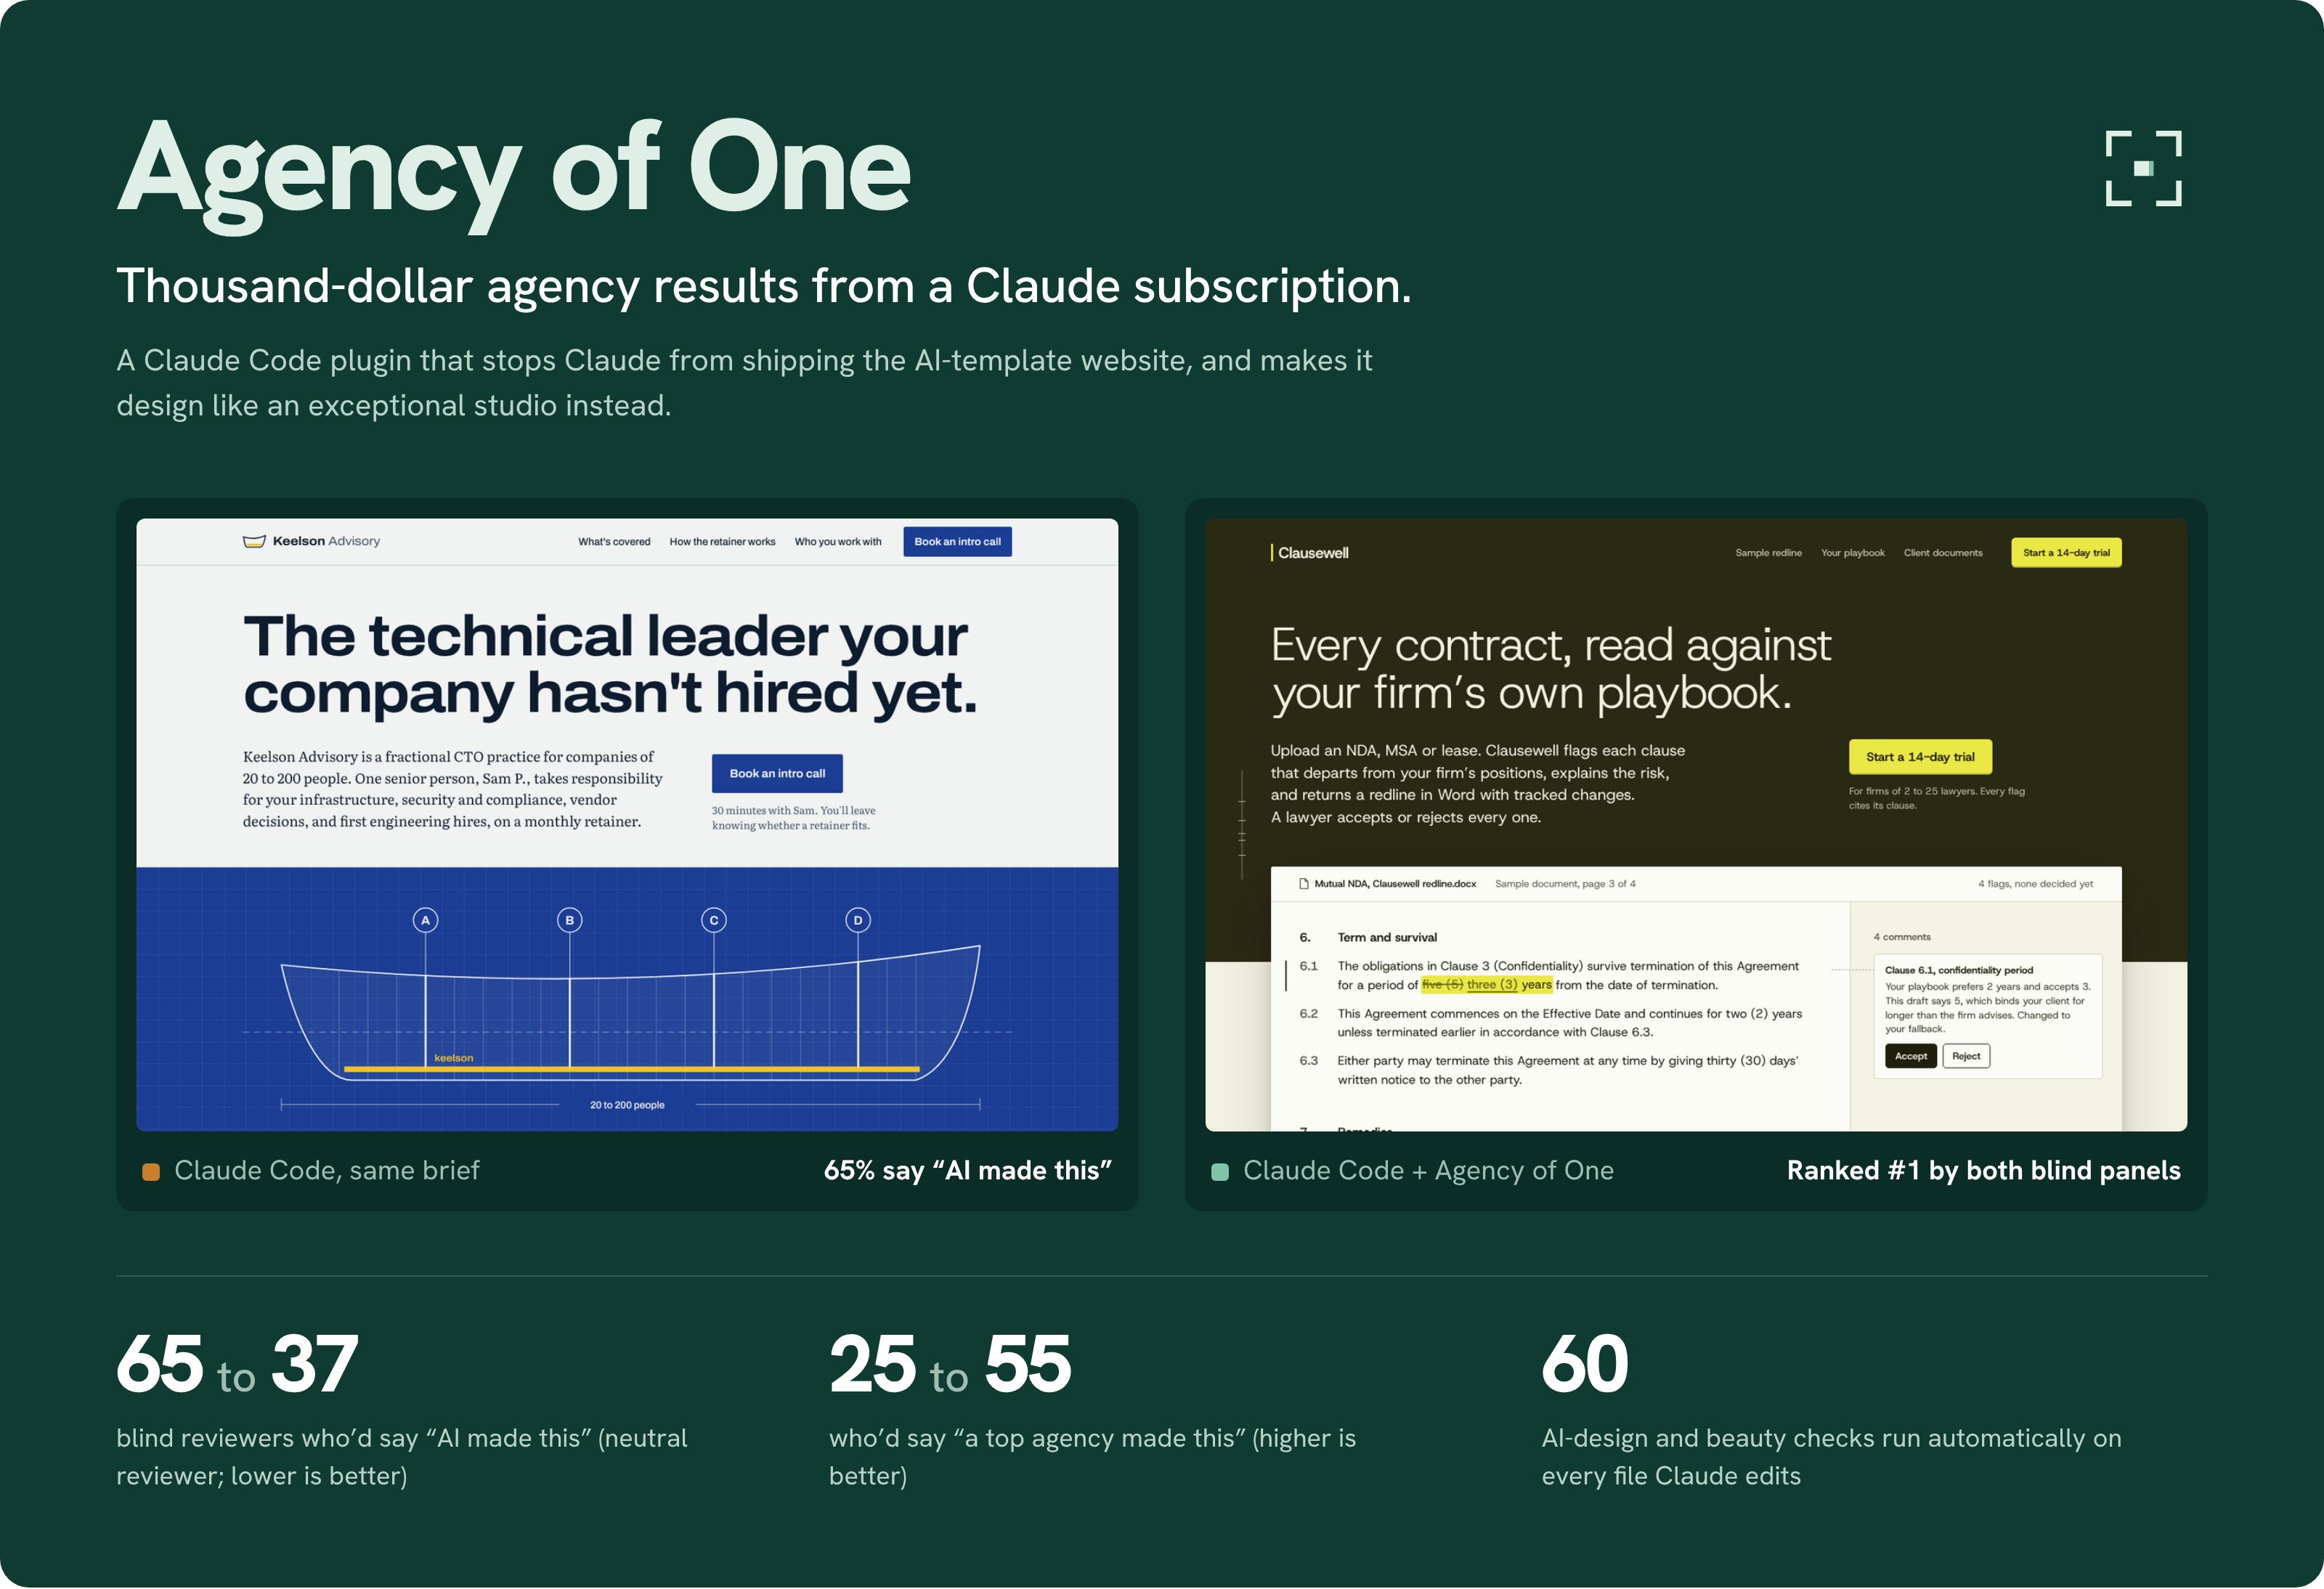 Agency of One
Thousand-dollar agency results from a Claude subscription.
A Claude Code plugin that stops Claude from shipping the AI-template website, and makes it
design like an exceptional studio instead.
Keelson Advisory
What's covered
How the retainer works
Who you work with
Book an intro call
The technical leader your
company hasn't hired yet.
Keelson Advisory is a fractional CTO practice for companies of
20 to 200 people. One senior person, Sam P., takes responsibility
for your infrastructure, security and compliance, vendor
decisions, and first engineering hires, on a monthly retainer.
Book an intro call
30 minutes with Sam. You'll leave
knowing whether a retainer fits.
A
B
C
D
keelson
20 to 200 people
Claude Code, same brief
65% say “AI made this”
Clausewell
Sample redline
Your playbook
Client documents
Start a 14-day trial
Every contract, read against
your firm’s own playbook.
Upload an NDA, MSA or lease. Clausewell flags each clause
that departs from your firm’s positions, explains the risk,
and returns a redline in Word with tracked changes.
A lawyer accepts or rejects every one.
Start a 14-day trial
For firms of 2 to 25 lawyers. Every flag
cites its clause.
Mutual NDA, Clausewell redline.docx
Sample document, page 3 of 4
4 flags, none decided yet
6. Term and survival
6.1 The obligations in Clause 3 (Confidentiality) survive termination of this Agreement
for a period of five (5) three (3) years from the date of termination.
6.2 This Agreement commences on the Effective Date and continues for two (2) years
unless terminated earlier in accordance with Clause 6.3.
6.3 Either party may terminate this Agreement at any time by giving thirty (30) days’
written notice to the other party.
7. Remedies
4 comments
Clause 6.1, confidentiality period
Your playbook prefers 2 years and accepts 3.
This draft says 5, which binds your client for
longer than the firm advises. Changed to
your fallback.
Accept
Reject
Claude Code + Agency of One
Ranked #1 by both blind panels
65 to 37
blind reviewers who’d say “AI made this” (neutral
reviewer; lower is better)
25 to 55
who’d say “a top agency made this” (higher is
better)
60
AI-design and beauty checks run automatically on
every file Claude edits